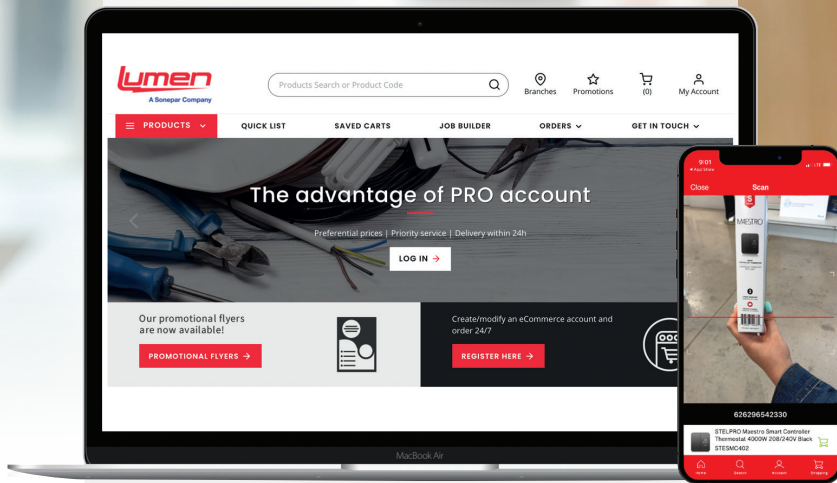 Lumen
A Sonepar Company
Products Search or Product Code
Branches
Promotions
(0)
My Account
PRODUCTS
QUICK LIST
SAVED CARTS
JOB BUILDER
ORDERS
GET IN TOUCH
The advantage of PRO account
Preferential prices | Priority service | Delivery within 24h
LOG IN →
Our promotional flyers
are now available!
PROMOTIONAL FLYERS →
Create/modify an eCommerce account and
order 24/7
REGISTER HERE →
MacBook Air
9:01
App Store
LTE
Close
Scan
S
MAESTRO
626296542330
STELPRO Maestro Smart Controller
Thermostat 4000W 208/240V Black
STESMC402
Home
Search
Account
Shopping